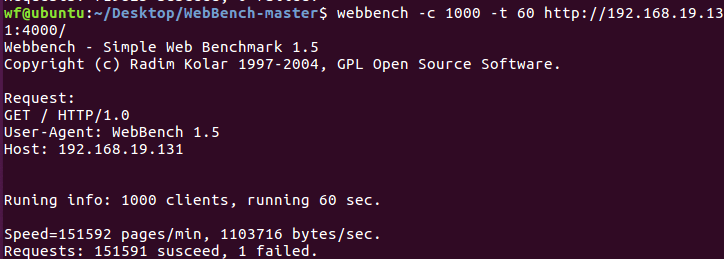 wf@ubuntu:~/Desktop/WebBench-master$ webbench -c 1000 -t 60 http://192.168.19.13
1:4000/
Webbench - Simple Web Benchmark 1.5
Copyright (c) Radim Kolar 1997-2004, GPL Open Source Software.
Request:
GET / HTTP/1.0
User-Agent: WebBench 1.5
Host: 192.168.19.131
Runing info: 1000 clients, running 60 sec.
Speed=151592 pages/min, 1103716 bytes/sec.
Requests: 151591 susceed, 1 failed.